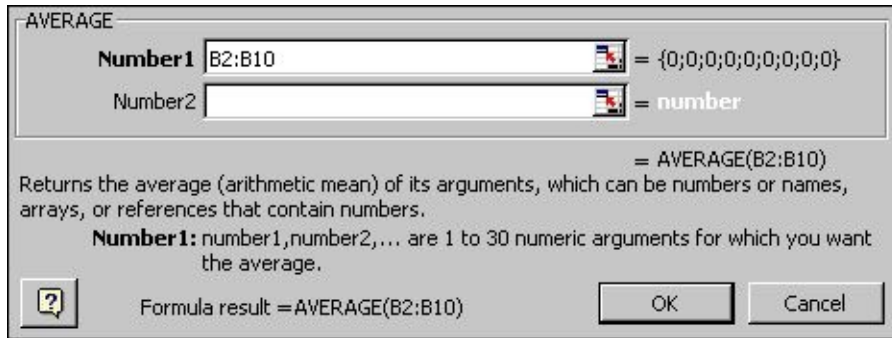 AVERAGE
Number1 B2:B10 = {0;0;0;0;0;0;0;0;0}
Number2 = number
= AVERAGE(B2:B10)
Returns the average (arithmetic mean) of its arguments, which can be numbers or names,
arrays, or references that contain numbers.
Number1: number1,number2,... are 1 to 30 numeric arguments for which you want
the average.
? Formula result =AVERAGE(B2:B10) OK Cancel